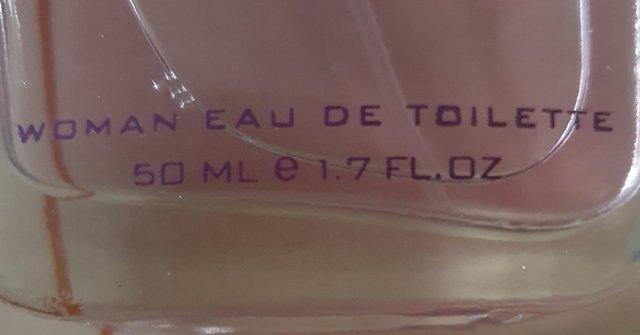 WOMAN EAU DE TOILETTE
50 ML e 1.7 FL.OZ